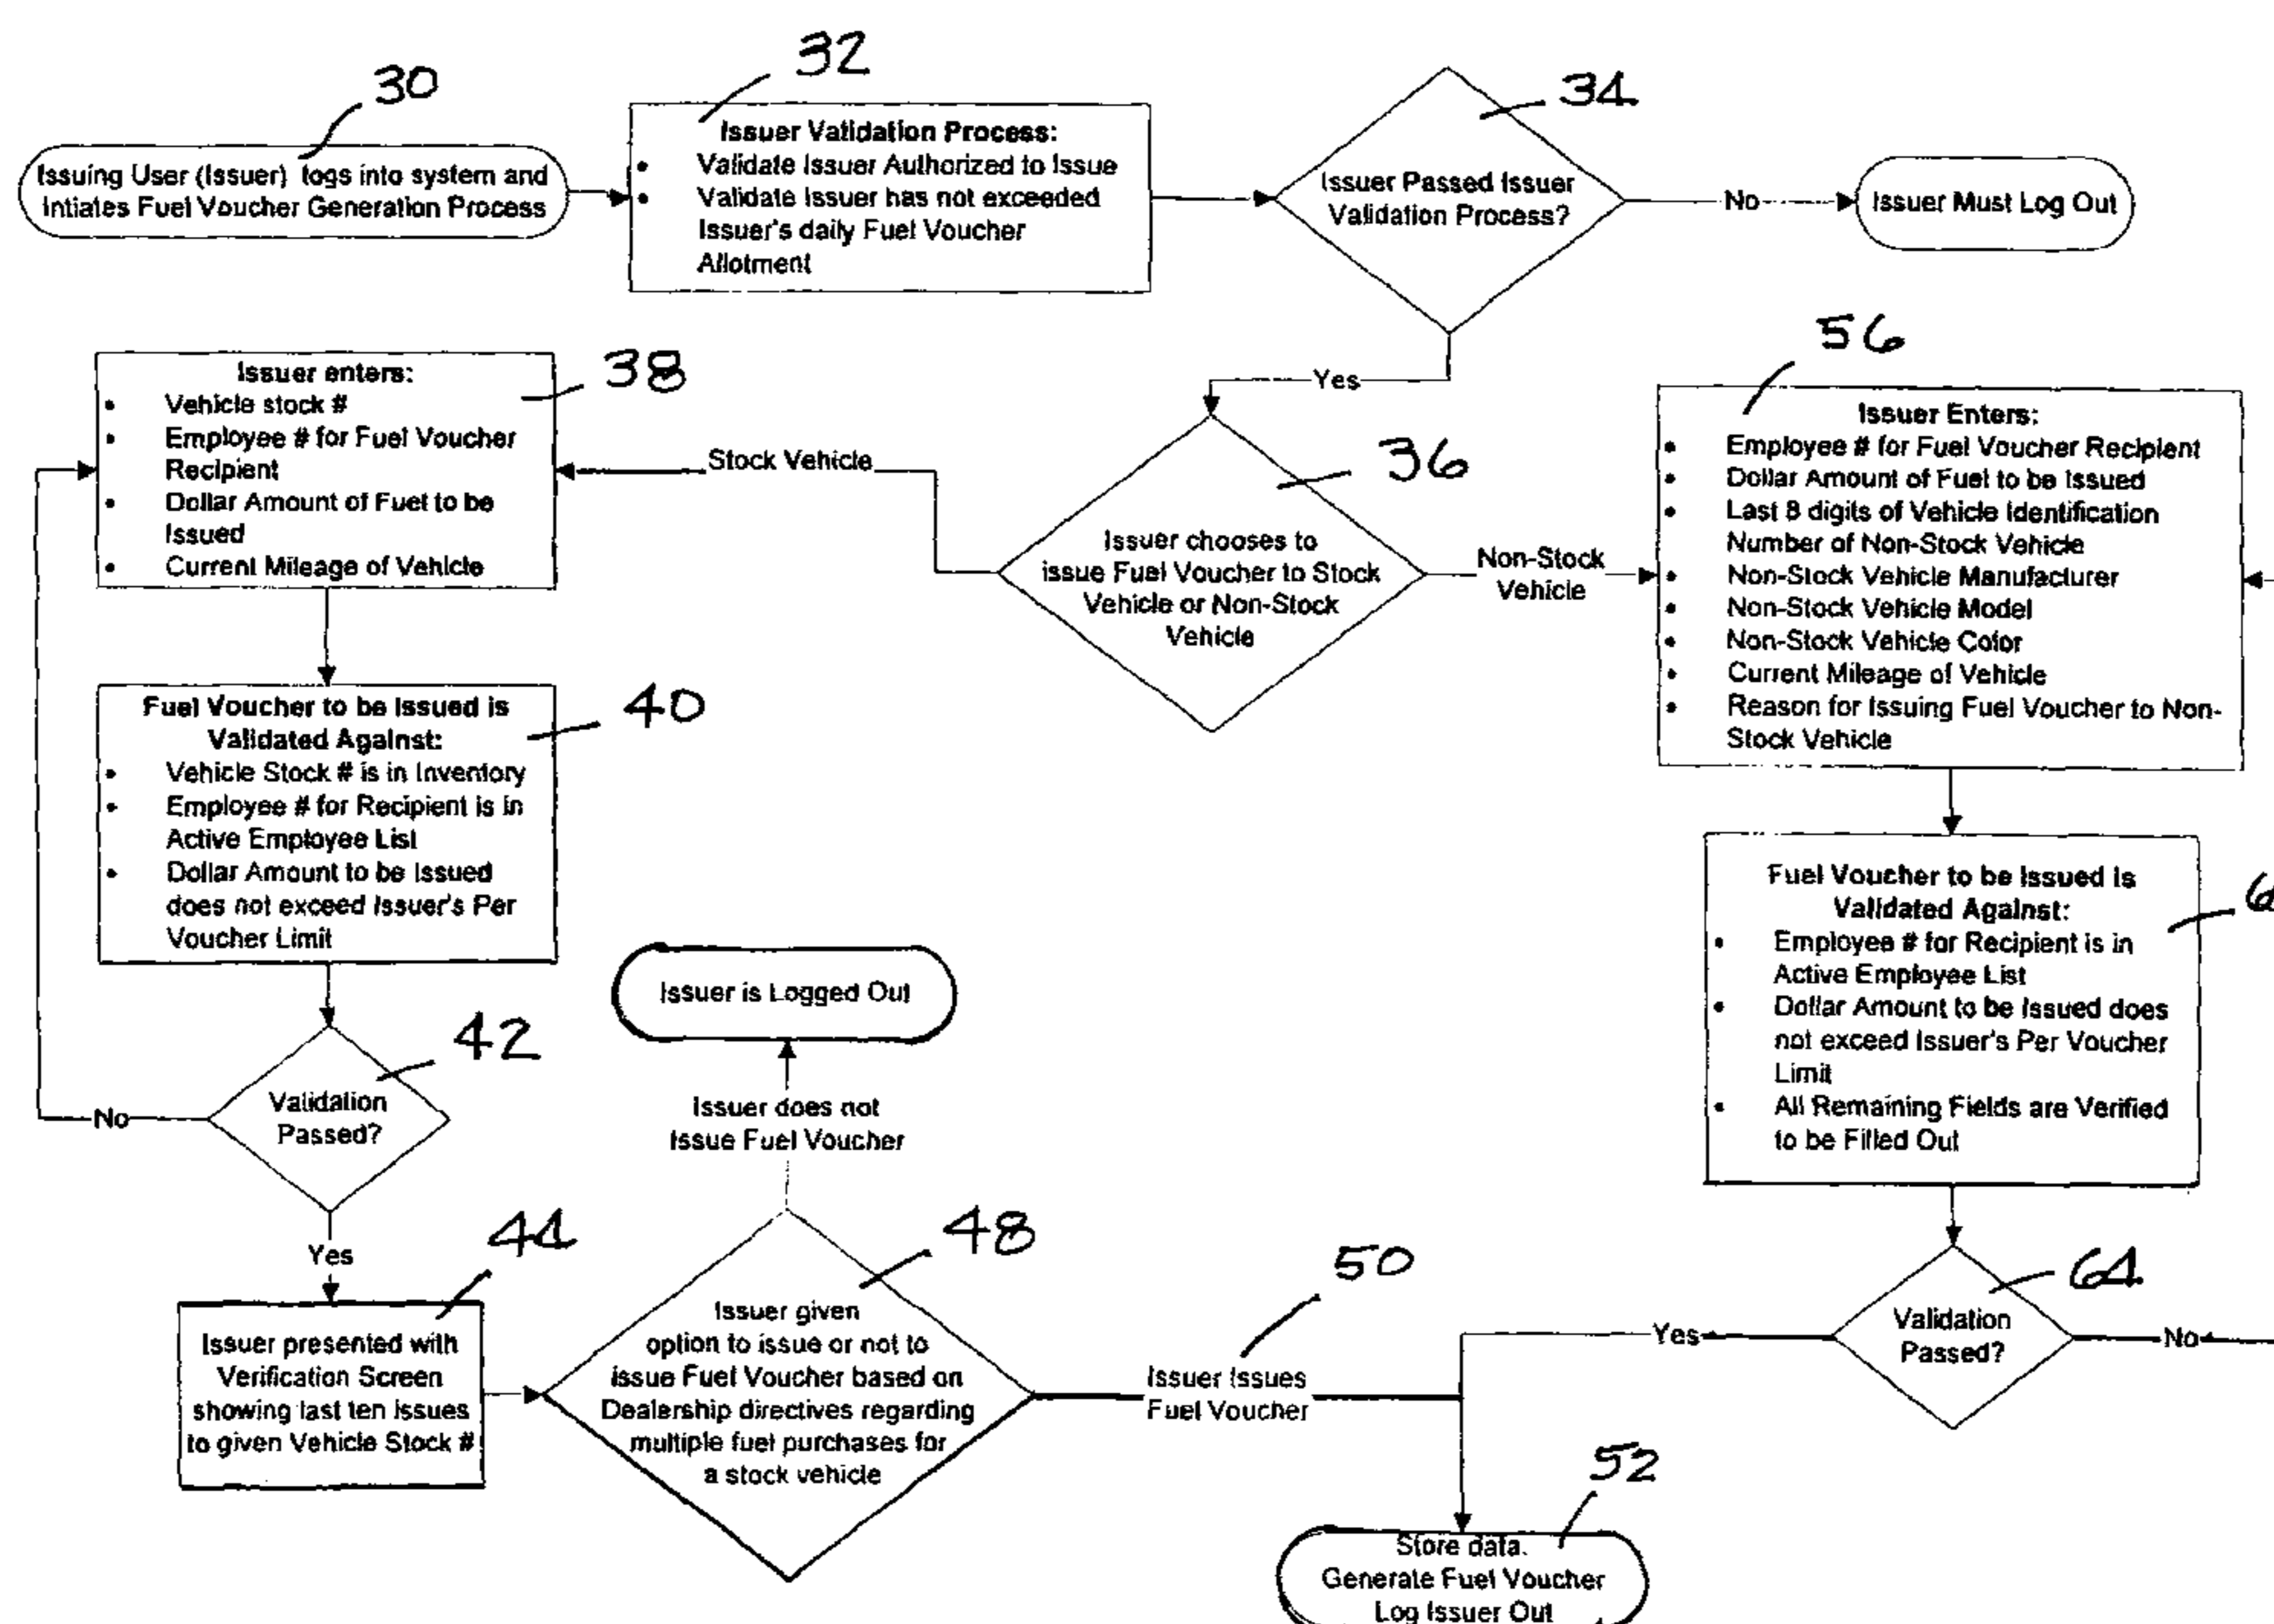 30
Issuing User (Issuer) logs into system and
Intiates Fuel Voucher Generation Process
32
Issuer Validation Process:
• Validate Issuer Authorized to Issue
• Validate Issuer has not exceeded
Issuer's daily Fuel Voucher
Allotment
34
Issuer Passed Issuer
Validation Process?
No
Issuer Must Log Out
Yes
36
Issuer chooses to
issue Fuel Voucher to Stock
Vehicle or Non-Stock
Vehicle
Stock Vehicle
Non-Stock
Vehicle
38
Issuer enters:
• Vehicle stock #
• Employee # for Fuel Voucher
Recipient
• Dollar Amount of Fuel to be
Issued
• Current Mileage of Vehicle
40
Fuel Voucher to be Issued is
Validated Against:
• Vehicle Stock # is in Inventory
• Employee # for Recipient is in
Active Employee List
• Dollar Amount to be Issued
does not exceed Issuer's Per
Voucher Limit
42
Validation
Passed?
No
Yes
44
Issuer presented with
Verification Screen
showing last ten issues
to given Vehicle Stock #
48
Issuer given
option to issue or not to
issue Fuel Voucher based on
Dealership directives regarding
multiple fuel purchases for
a stock vehicle
Issuer does not
Issue Fuel Voucher
Issuer is Logged Out
50
Issuer Issues
Fuel Voucher
52
Store data.
Generate Fuel Voucher
Log Issuer Out
56
Issuer Enters:
• Employee # for Fuel Voucher Recipient
• Dollar Amount of Fuel to be Issued
• Last 8 digits of Vehicle Identification
Number of Non-Stock Vehicle
• Non-Stock Vehicle Manufacturer
• Non-Stock Vehicle Model
• Non-Stock Vehicle Color
• Current Mileage of Vehicle
• Reason for Issuing Fuel Voucher to Non-
Stock Vehicle
Fuel Voucher to be Issued is
Validated Against:
• Employee # for Recipient is in
Active Employee List
• Dollar Amount to be Issued does
not exceed Issuer's Per Voucher
Limit
• All Remaining Fields are Verified
to be Filled Out
64
Validation
Passed?
Yes
No